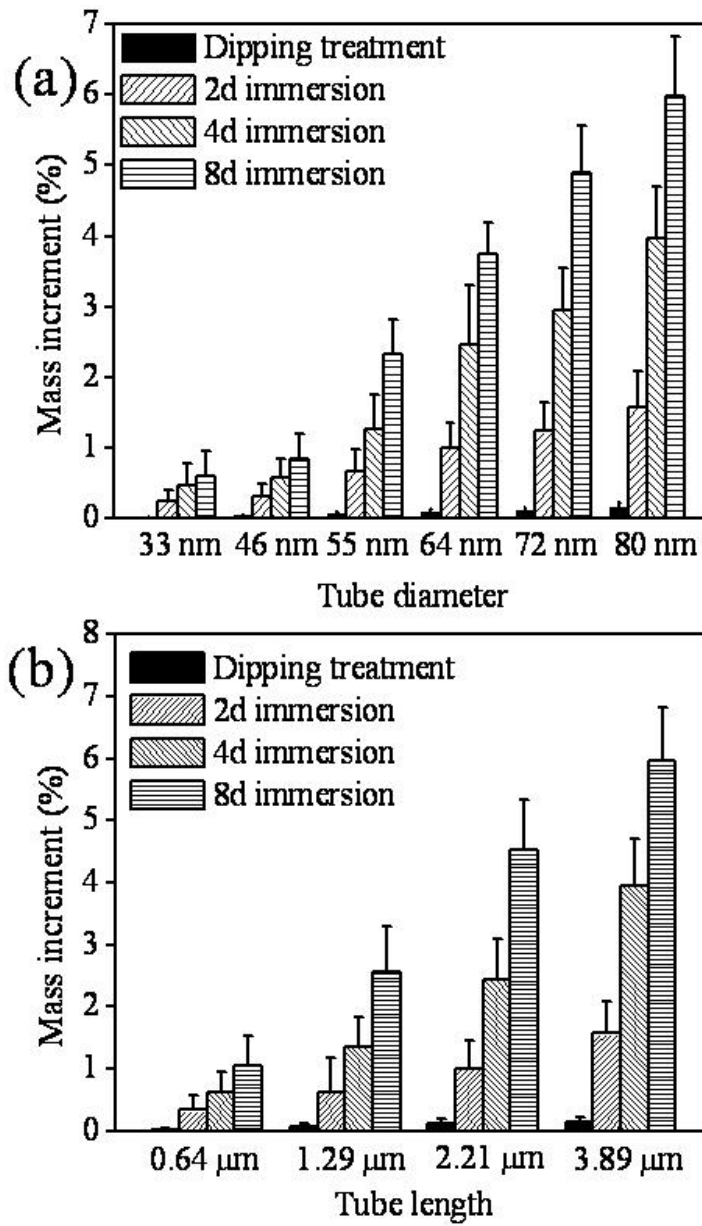 (a)
Dipping treatment
2d immersion
4d immersion
8d immersion
Mass increment (%)
7
6
5
4
3
2
1
0
33 nm 46 nm 55 nm 64 nm 72 nm 80 nm
Tube diameter
(b)
Dipping treatment
2d immersion
4d immersion
8d immersion
Mass increment (%)
8
7
6
5
4
3
2
1
0
0.64 μm 1.29 μm 2.21 μm 3.89 μm
Tube length